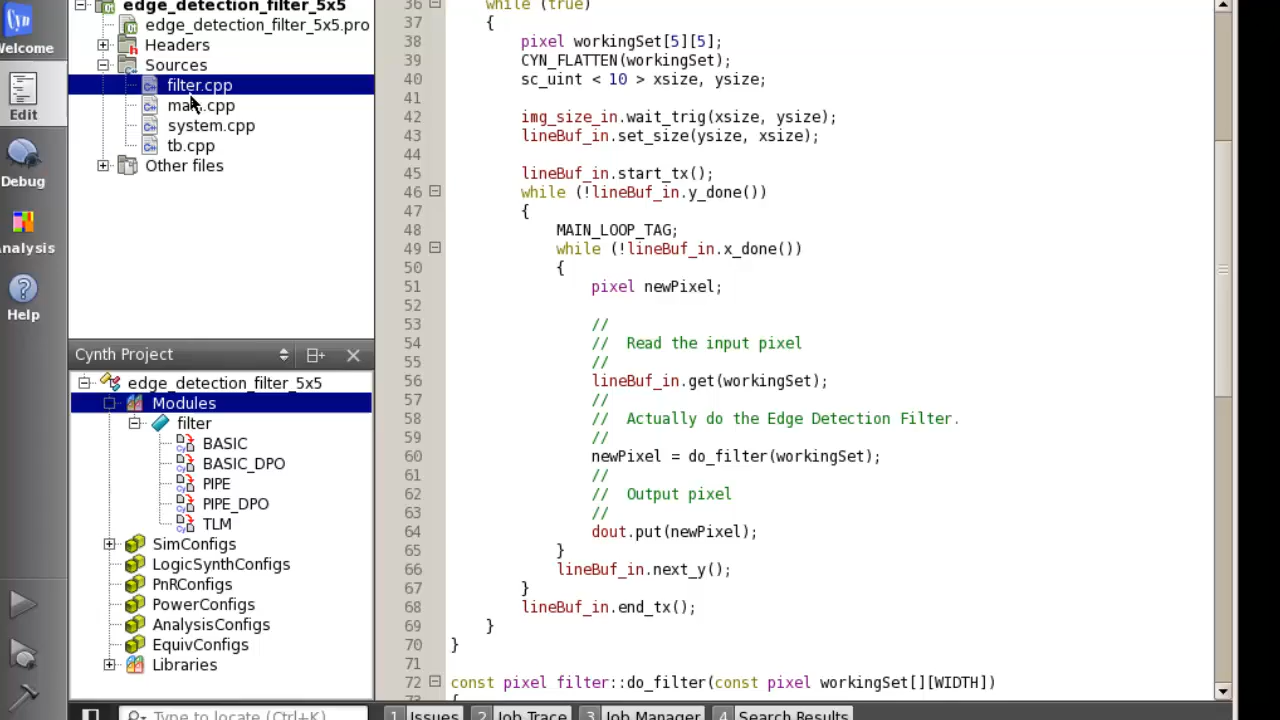 Welcome
Edit
Debug
Analysis
Help
edge_detection_filter_5x5
edge_detection_filter_5x5.pro
Headers
Sources
filter.cpp
main.cpp
system.cpp
tb.cpp
Other files
Cynth Project
edge_detection_filter_5x5
Modules
filter
BASIC
BASIC_DPO
PIPE
PIPE_DPO
TLM
SimConfigs
LogicSynthConfigs
PnRConfigs
PowerConfigs
AnalysisConfigs
EquivConfigs
Libraries
36 while (true)
37 {
38 pixel workingSet[5][5];
39 CYN_FLATTEN(workingSet);
40 sc_uint < 10 > xsize, ysize;
41
42 img_size_in.wait_trig(xsize, ysize);
43 lineBuf_in.set_size(ysize, xsize);
44
45 lineBuf_in.start_tx();
46 while (!lineBuf_in.y_done())
47 {
48 MAIN_LOOP_TAG;
49 while (!lineBuf_in.x_done())
50 {
51 pixel newPixel;
52
53 //
54 // Read the input pixel
55 //
56 lineBuf_in.get(workingSet);
57 //
58 // Actually do the Edge Detection Filter.
59 //
60 newPixel = do_filter(workingSet);
61 //
62 // Output pixel
63 //
64 dout.put(newPixel);
65 }
66 lineBuf_in.next_y();
67 }
68 lineBuf_in.end_tx();
69 }
70 }
71
72 const pixel filter::do_filter(const pixel workingSet[][WIDTH])
73 {
Type to locate (Ctrl+K)
1 Issues 2 Job Trace 3 Job Manager 4 Search Results